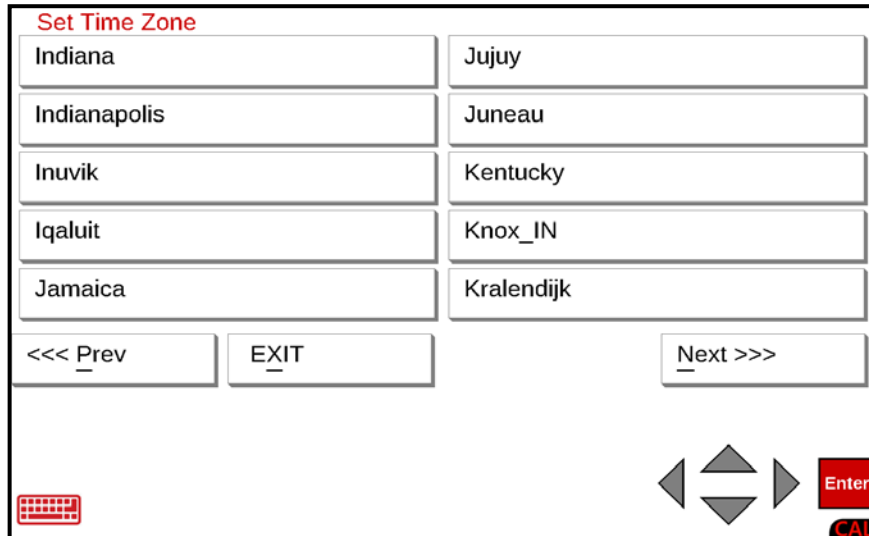 Set Time Zone
Indiana
Jujuy
Indianapolis
Juneau
Inuvik
Kentucky
Iqaluit
Knox_IN
Jamaica
Kralendijk
<<< Prev
EXIT
Next >>>
Enter